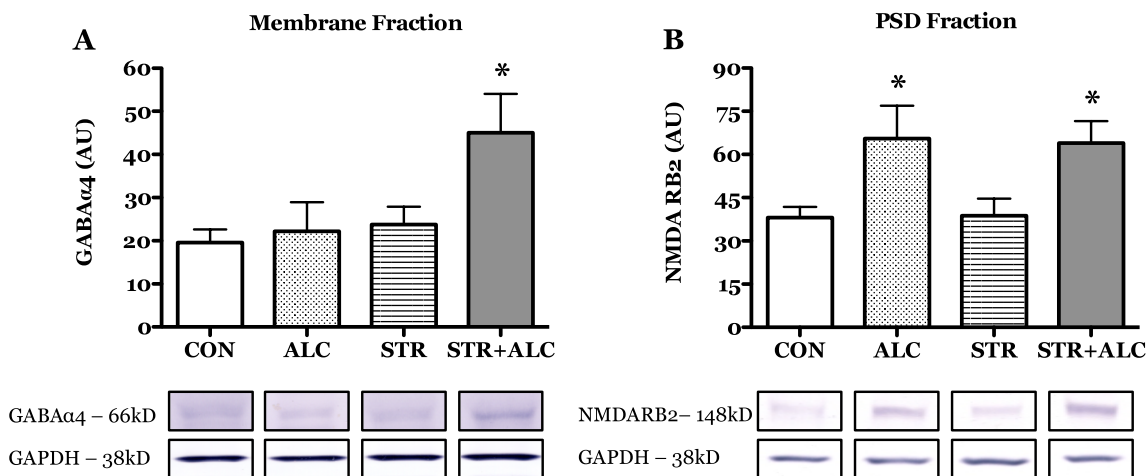 Membrane Fraction
A
60
50
40
30
20
10
0
GABAα4 (AU)
*
CON ALC STR STR+ALC
GABAα4 – 66kD
GAPDH – 38kD
PSD Fraction
B
90
75
60
45
30
15
0
NMDA RB2 (AU)
* *
CON ALC STR STR+ALC
NMDARB2– 148kD
GAPDH – 38kD